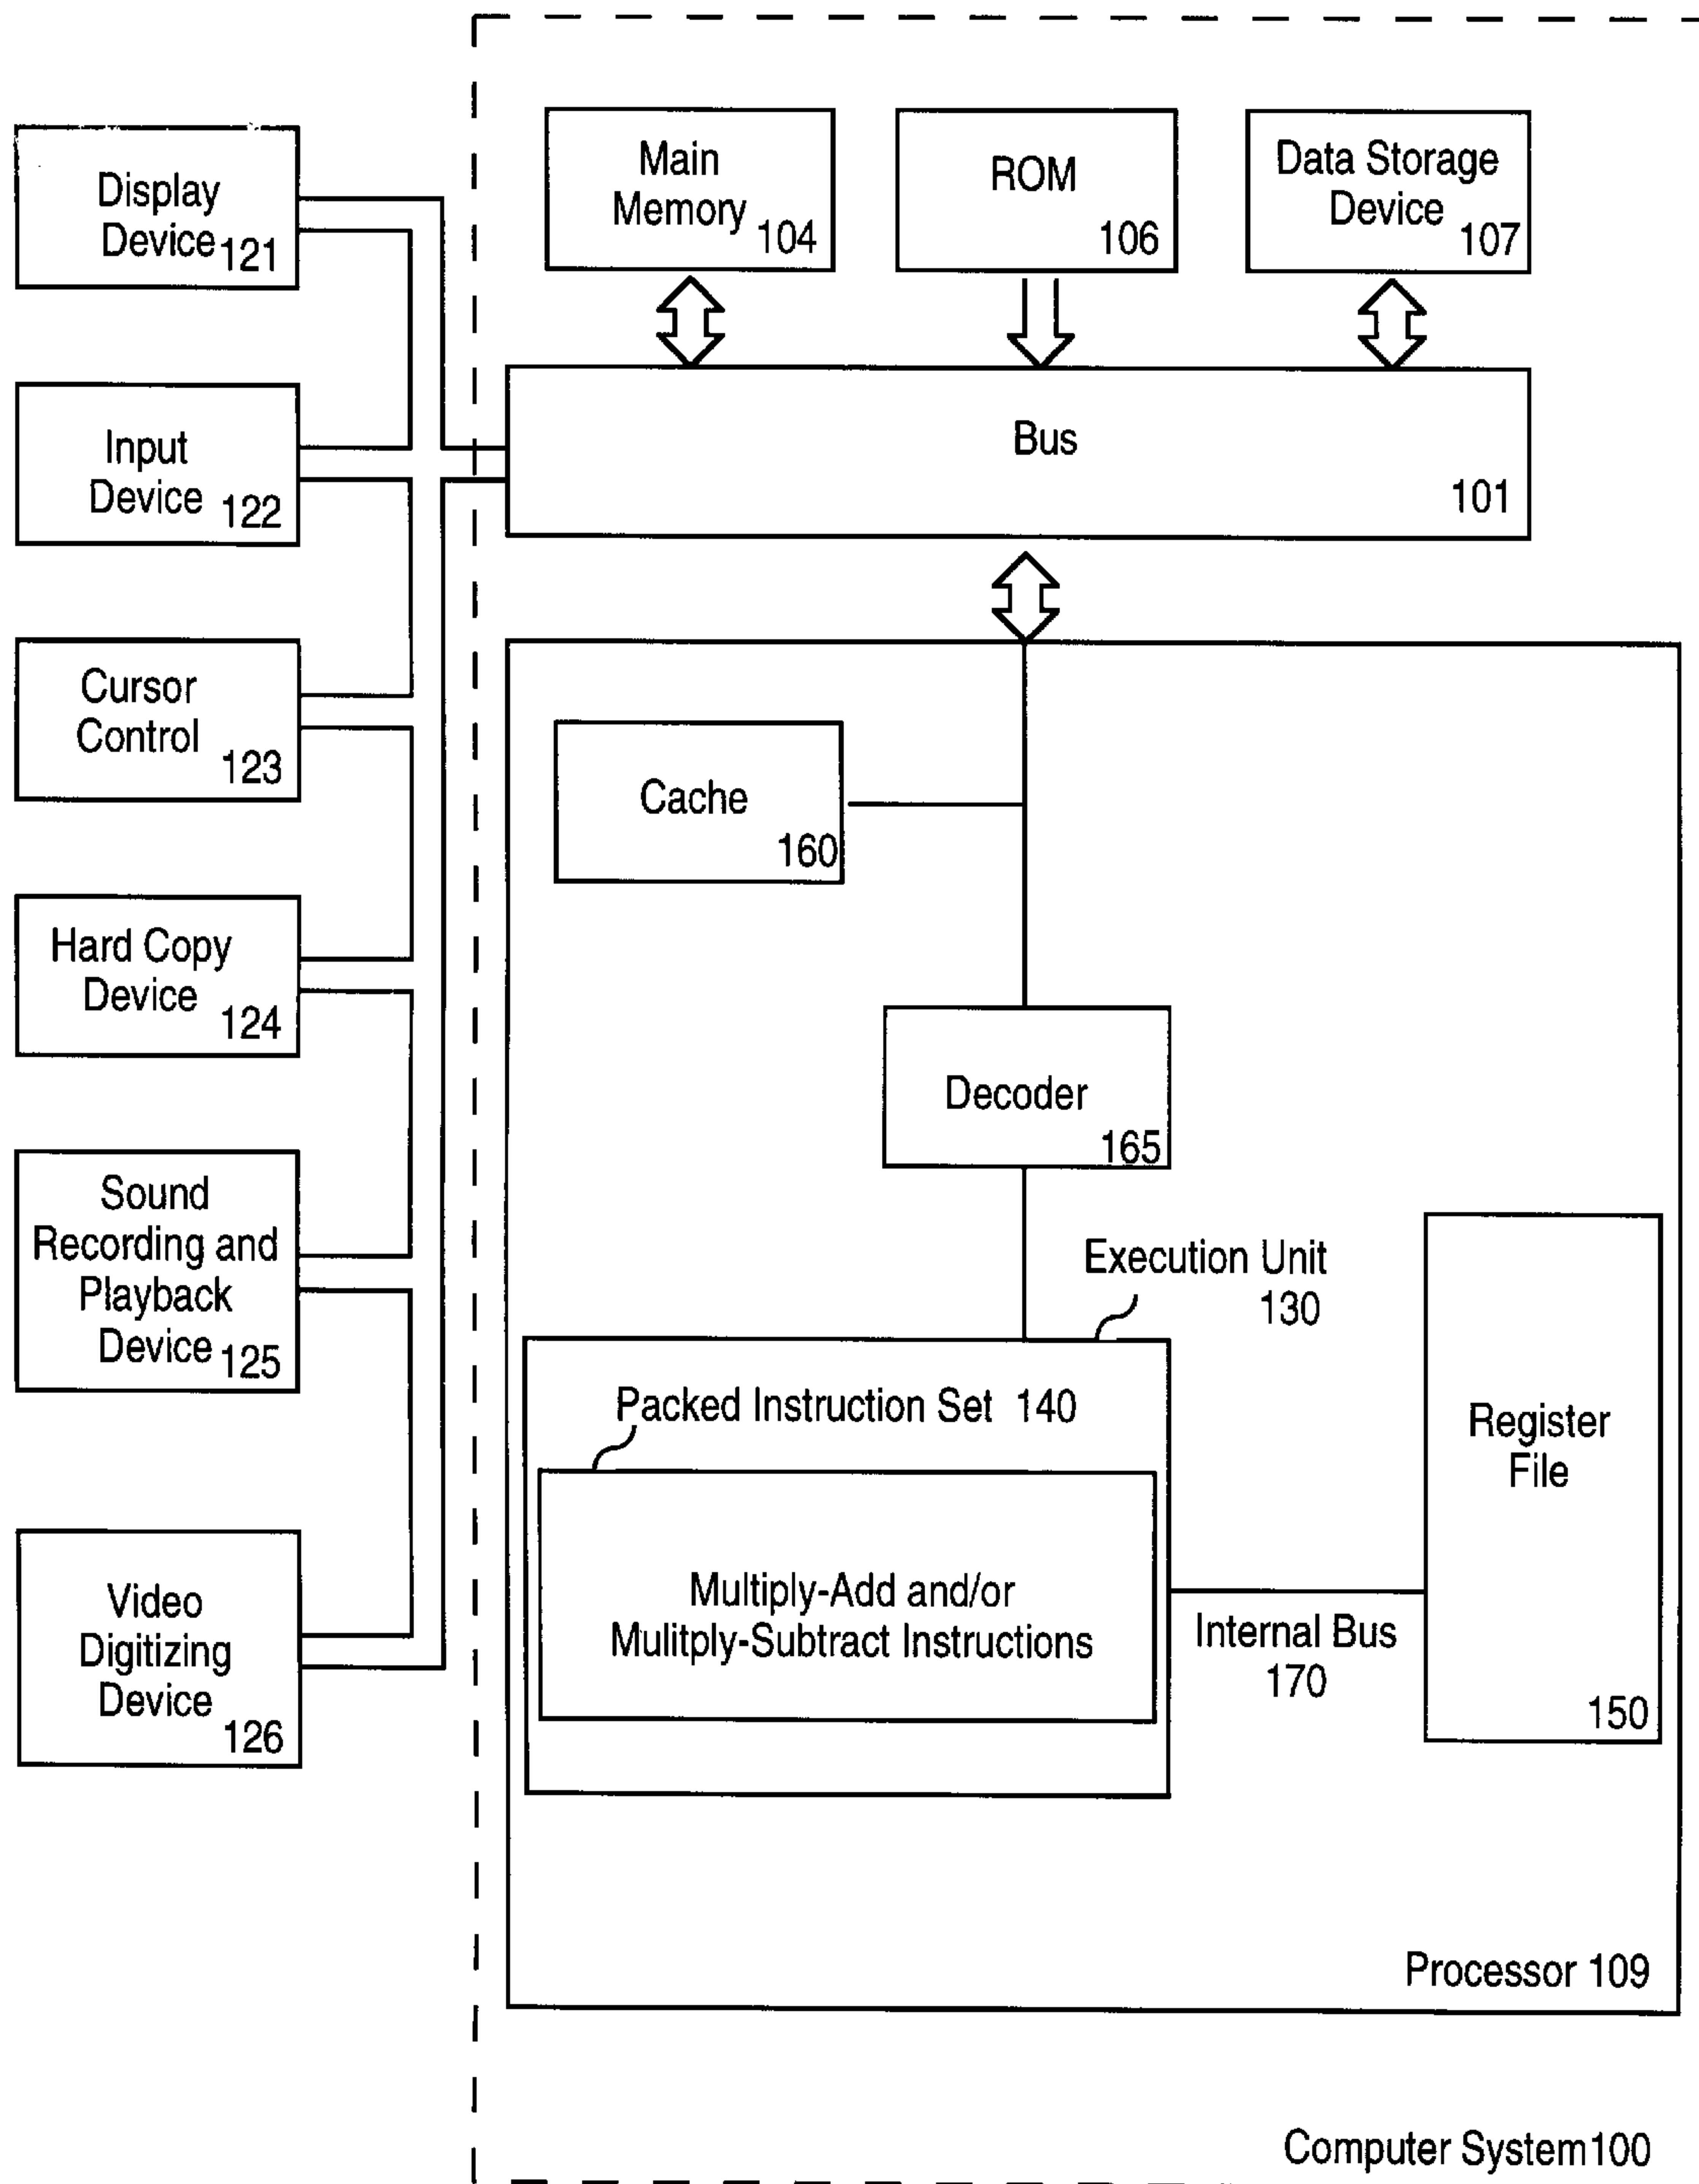 Display
Device 121
Input
Device 122
Cursor
Control
123
Hard Copy
Device
124
Sound
Recording and
Playback
Device 125
Video
Digitizing
Device
126
Main
Memory 104
ROM
106
Data Storage
Device 107
Bus
101
Cache
160
Decoder
165
Execution Unit
130
Packed Instruction Set 140
Multiply-Add and/or
Mulitply-Subtract Instructions
Internal Bus
170
Register
File
150
Processor 109
Computer System100